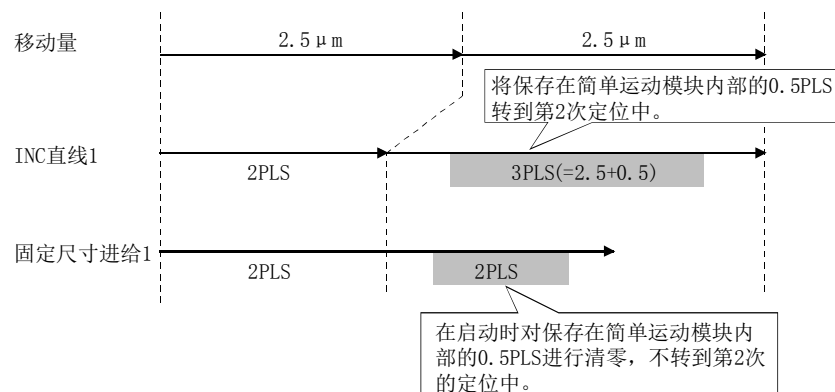 移动量
2.5μm
2.5μm
将保存在简单运动模块内部的0.5PLS
转到第2次定位中。
INC直线1
2PLS
3PLS(=2.5+0.5)
固定尺寸进给1
2PLS
2PLS
在启动时对保存在简单运动模块内
部的0.5PLS进行清零，不转到第2次
的定位中。